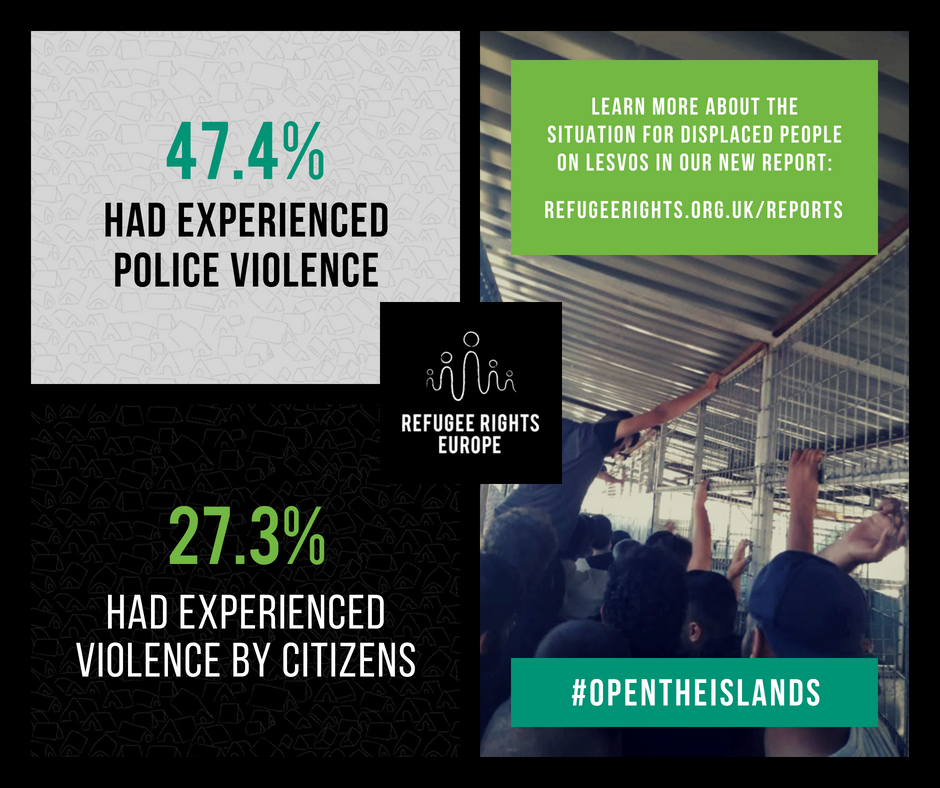 47.4%
HAD EXPERIENCED
POLICE VIOLENCE
27.3%
HAD EXPERIENCED
VIOLENCE BY CITIZENS
REFUGEE RIGHTS
EUROPE
LEARN MORE ABOUT THE
SITUATION FOR DISPLACED PEOPLE
ON LESVOS IN OUR NEW REPORT:
REFUGEERIGHTS.ORG.UK/REPORTS
#OPENTHEISLANDS